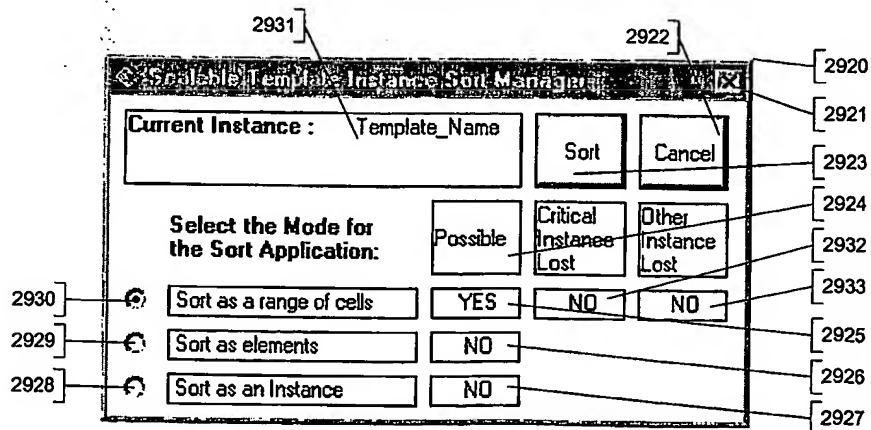 2931
2922
2920
Scalable Template Instance Sort Manager
2921
Current Instance : Template_Name
Sort
Cancel
2923
2924
Select the Mode for
the Sort Application:
Possible
Critical
Instance
Lost
Other
Instance
Lost
2932
2933
2930
Sort as a range of cells
YES
NO
NO
2925
2929
Sort as elements
NO
2926
2928
Sort as an Instance
NO
2927